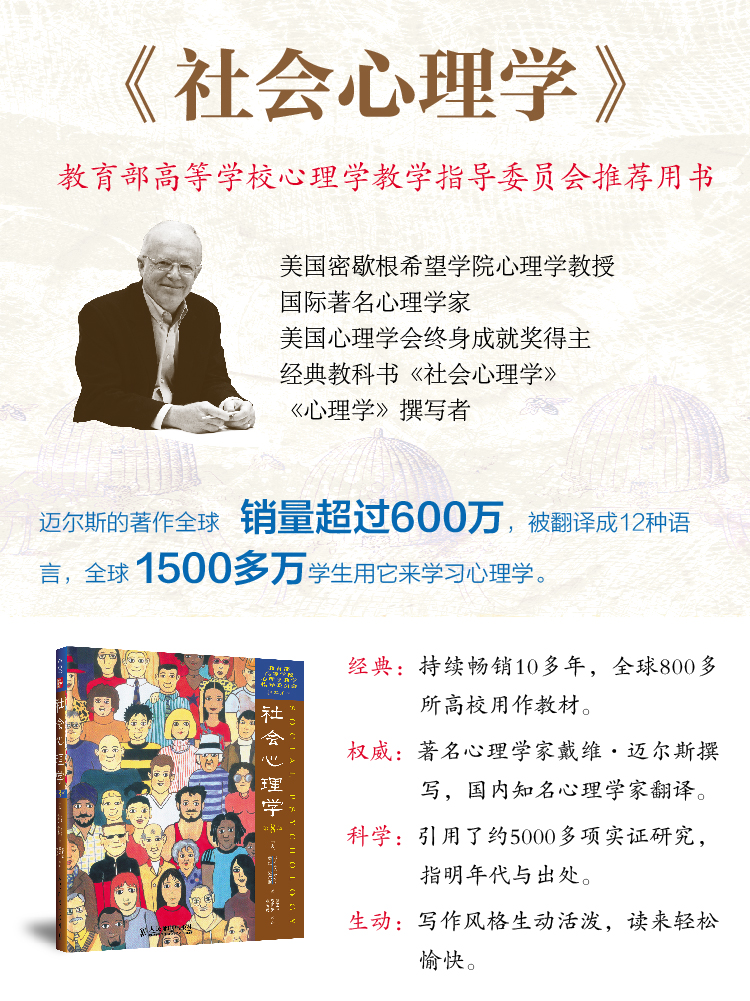 《社会心理学》
教育部高等学校心理学教学指导委员会推荐用书
美国密歇根希望学院心理学教授
国际著名心理学家
美国心理学会终身成就奖得主
经典教科书《社会心理学》
《心理学》撰写者
迈尔斯的著作全球 销量超过600万，被翻译成12种语
言，全球 1500多万学生用它来学习心理学。
经典：持续畅销10多年，全球800多
所高校用作教材。
权威：著名心理学家戴维·迈尔斯撰
写，国内知名心理学家翻译。
科学：引用了约5000多项实证研究，
指明年代与出处。
生动：写作风格生动活泼，读来轻松
愉快。
社会心理学
社会心理学
SOCIAL PSYCHOLOGY